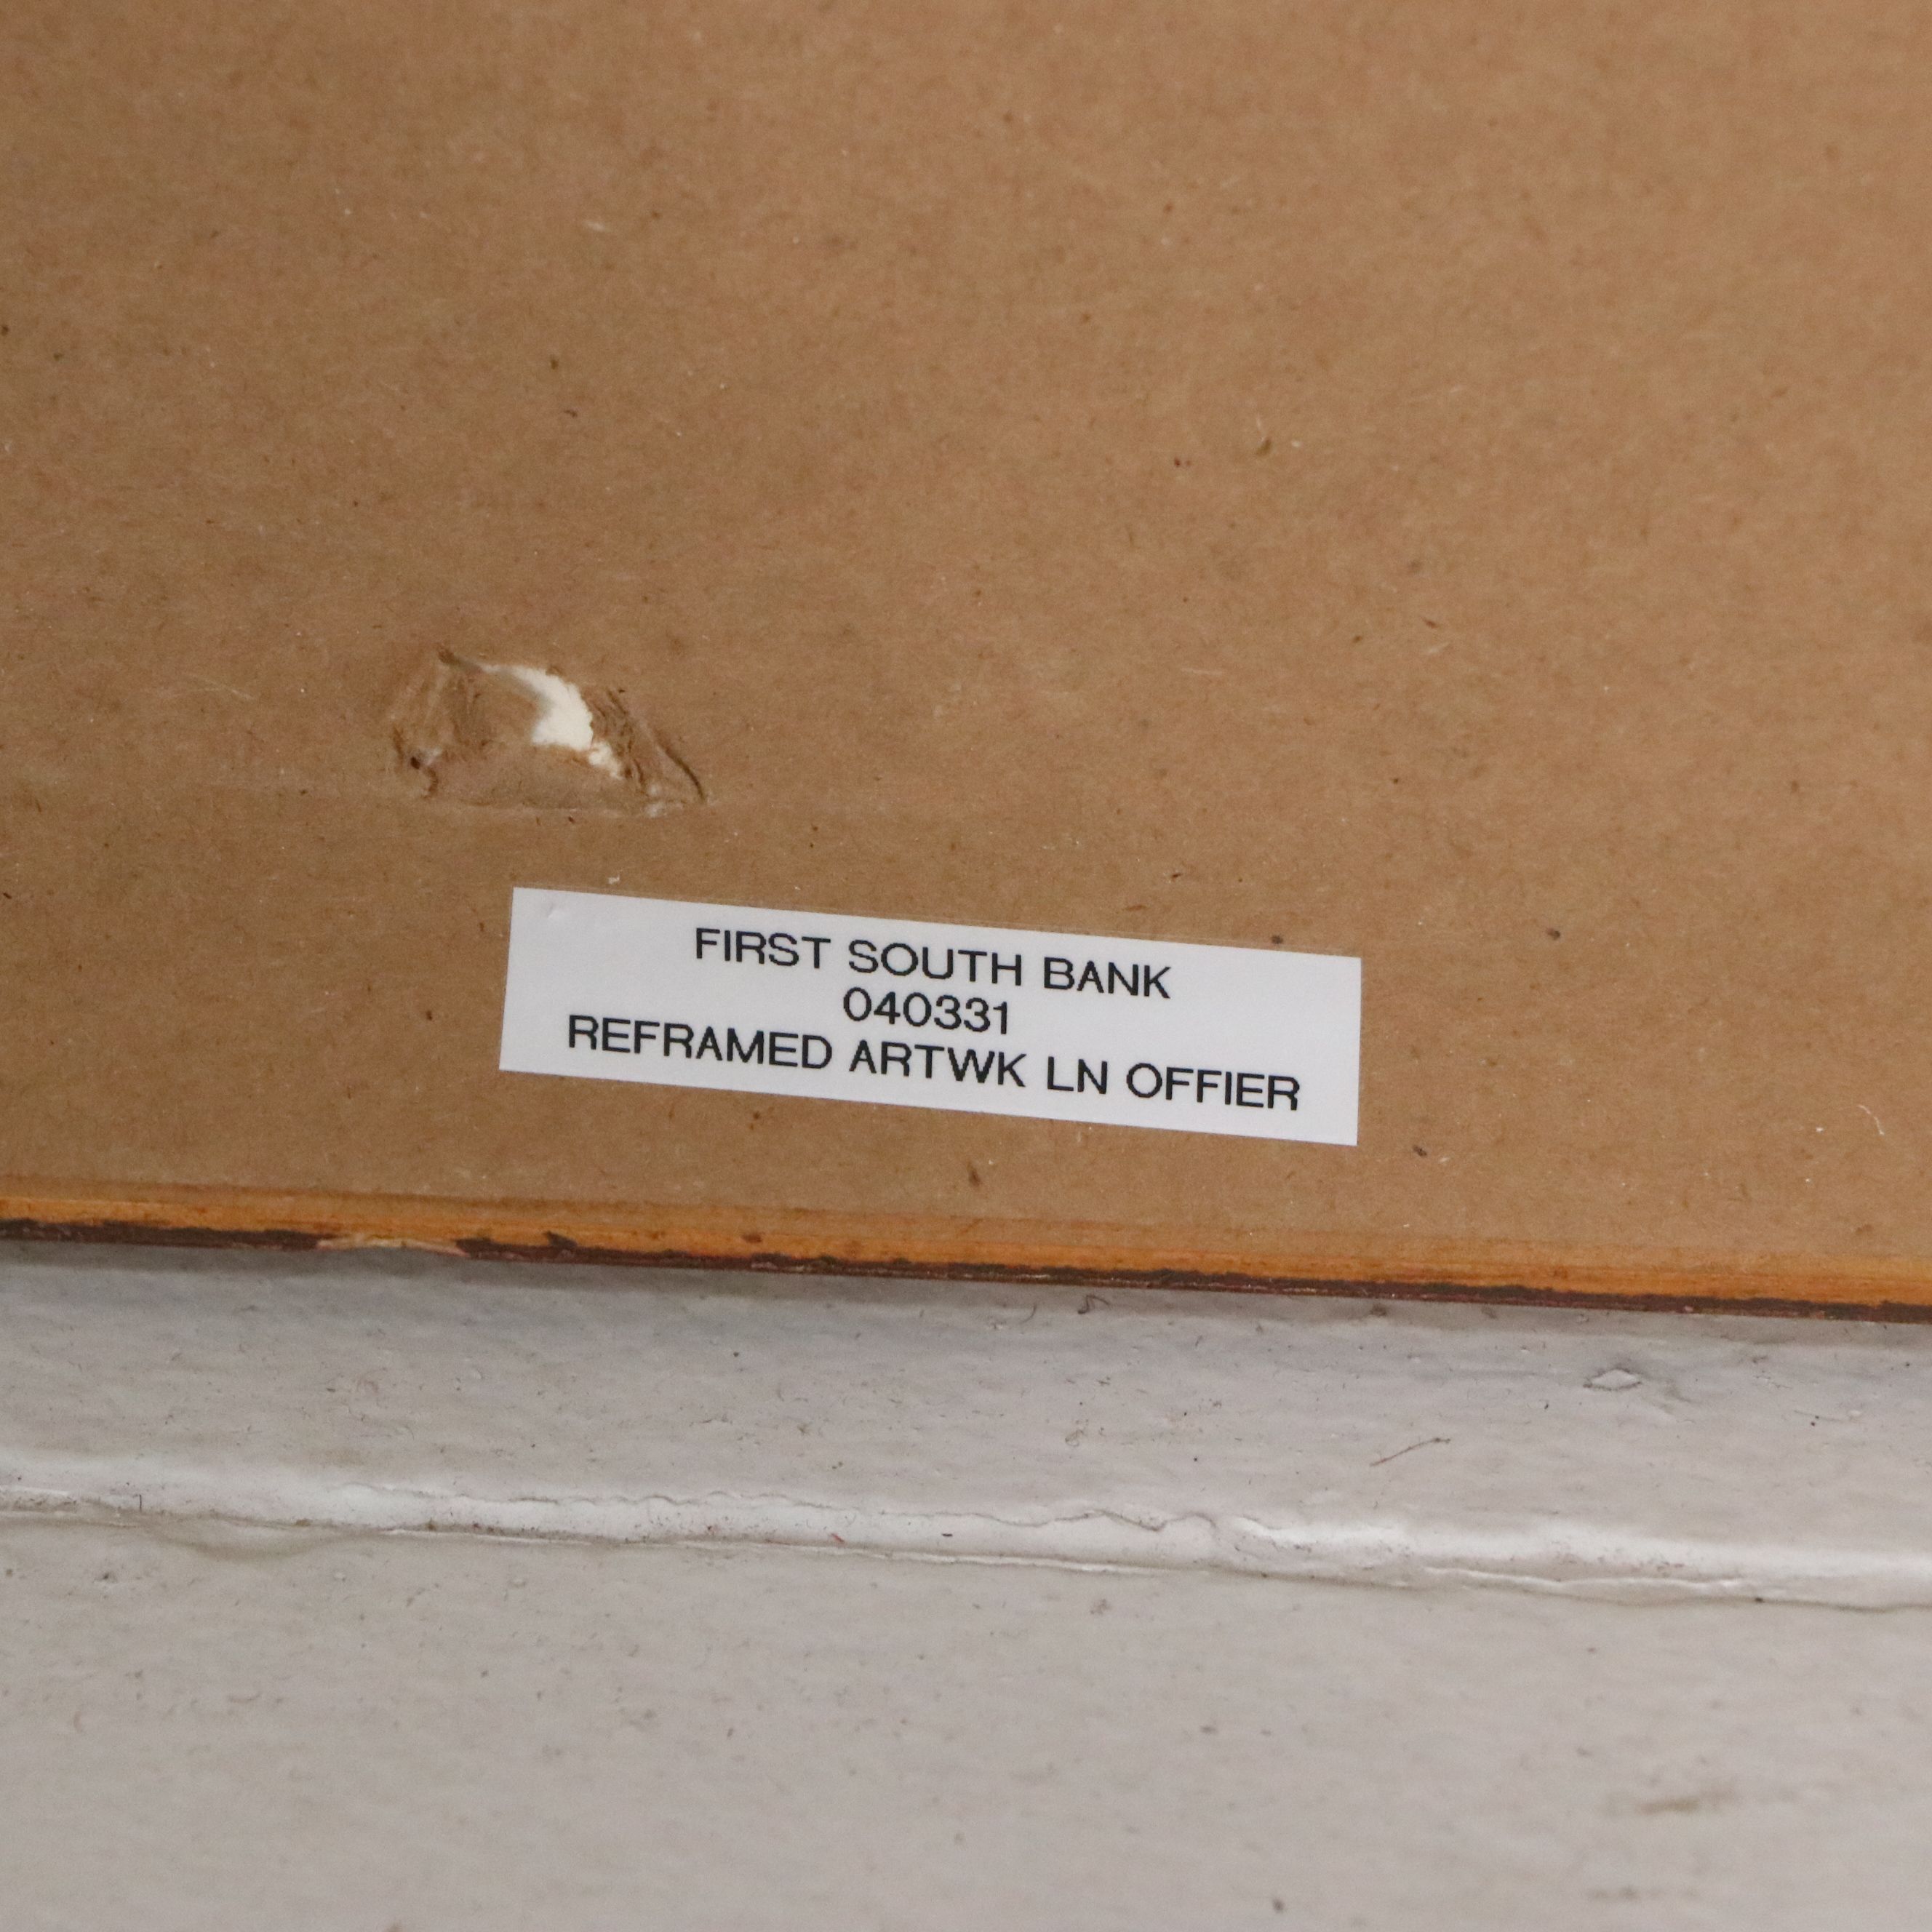 FIRST SOUTH BANK
040331
REFRAMED ARTWK LN OFFIER